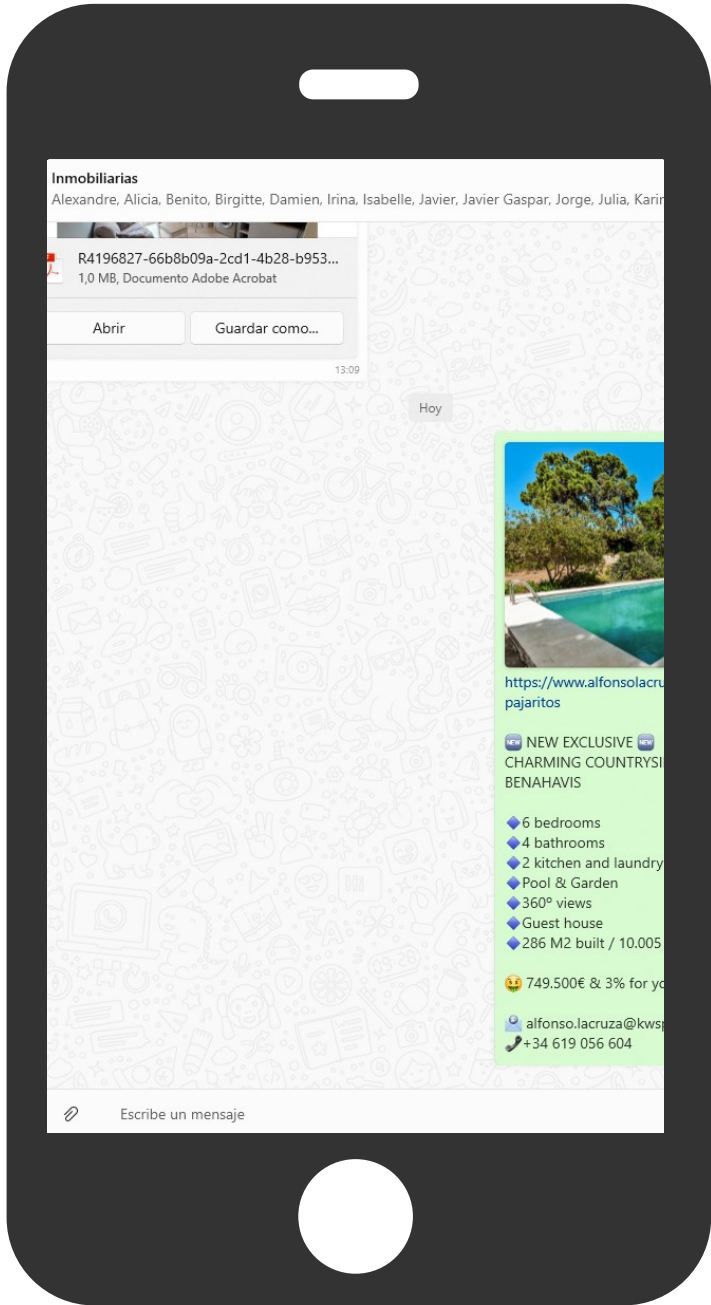 Inmobiliarias
Alexandre, Alicia, Benito, Birgitte, Damien, Irina, Isabelle, Javier, Javier Gaspar, Jorge, Julia, Karin
R4196827-66b8b09a-2cd1-4b28-b953...
1,0 MB, Documento Adobe Acrobat
Abrir
Guardar como...
13:09
Hoy
https://www.alfonsolacru
pajaritos
🆕 NEW EXCLUSIVE 🆕
CHARMING COUNTRYSI
BENAHAVIS
🔷6 bedrooms
🔷4 bathrooms
🔷2 kitchen and laundry
🔷Pool & Garden
🔷360º views
🔷Guest house
🔷286 M2 built / 10.005
🤑 749.500€ & 3% for yo
📧 alfonso.lacruza@kwsp
📞+34 619 056 604
Escribe un mensaje